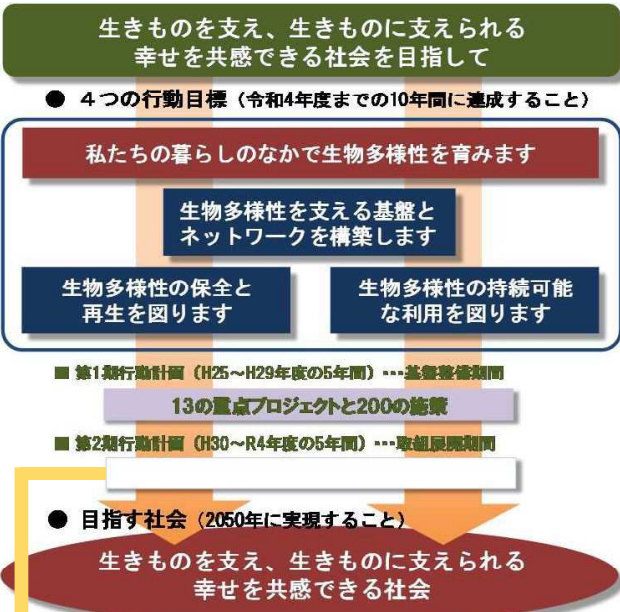 生きものを支え、生きものに支えられる
幸せを共感できる社会を目指して
● 4つの行動目標（令和4年度までの10年間に達成すること）
私たちの暮らしのなかで生物多様性を育みます
生物多様性を支える基盤と
ネットワークを構築します
生物多様性の保全と
再生を図ります
生物多様性の持続可能
な利用を図ります
■ 第1期行動計画（H25～H29年度の5年間）･･･基盤整備期間
13の重点プロジェクトと200の施策
■ 第2期行動計画（H30～R4年度の5年間）･･･取組展開期間
● 目指す社会（2050年に実現すること）
生きものを支え、生きものに支えられる
幸せを共感できる社会